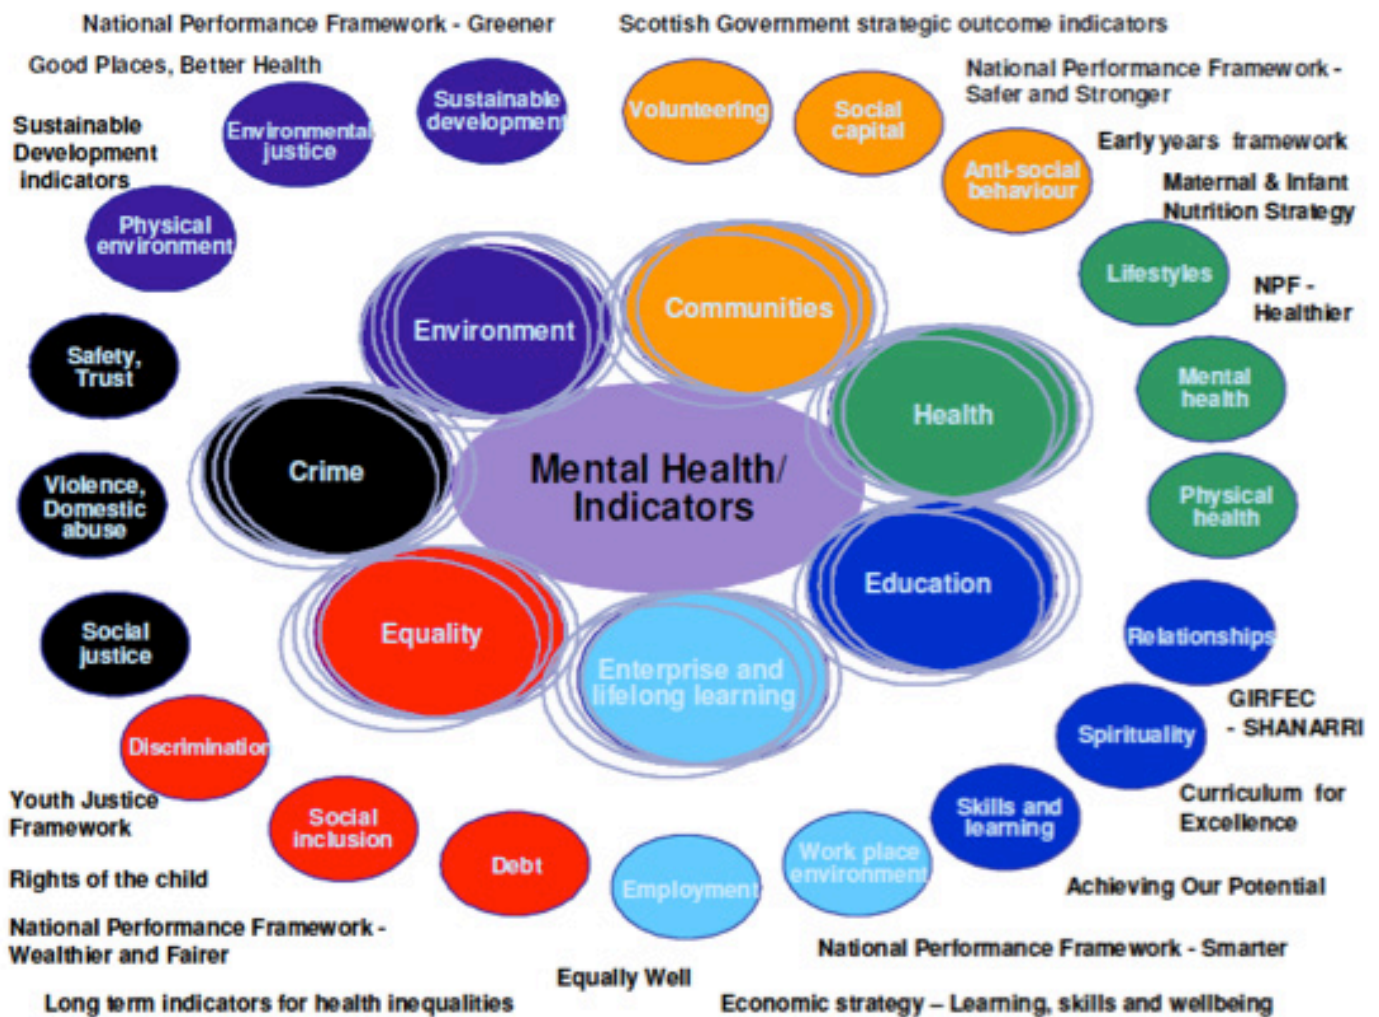 National Performance Framework - Greener
Scottish Government strategic outcome indicators
Good Places, Better Health
National Performance Framework -
Safer and Stronger
Sustainable
Development
indicators
Environmental
justice
Sustainable
development
Volunteering
Social
capital
Anti-social
behaviour
Early years framework
Maternal & Infant
Nutrition Strategy
Physical
environment
Lifestyles
NPF -
Healthier
Environment
Communities
Safety,
Trust
Mental
health
Health
Crime
Mental Health/
Indicators
Violence,
Domestic
abuse
Physical
health
Education
Social
justice
Equality
Relationships
Enterprise and
lifelong learning
GIRFEC
- SHANARRI
Spirituality
Discrimination
Youth Justice
Framework
Social
inclusion
Skills and
learning
Curriculum for
Excellence
Debt
Employment
Work place
environment
Rights of the child
Achieving Our Potential
National Performance Framework -
Wealthier and Fairer
National Performance Framework - Smarter
Equally Well
Long term indicators for health inequalities
Economic strategy – Learning, skills and wellbeing